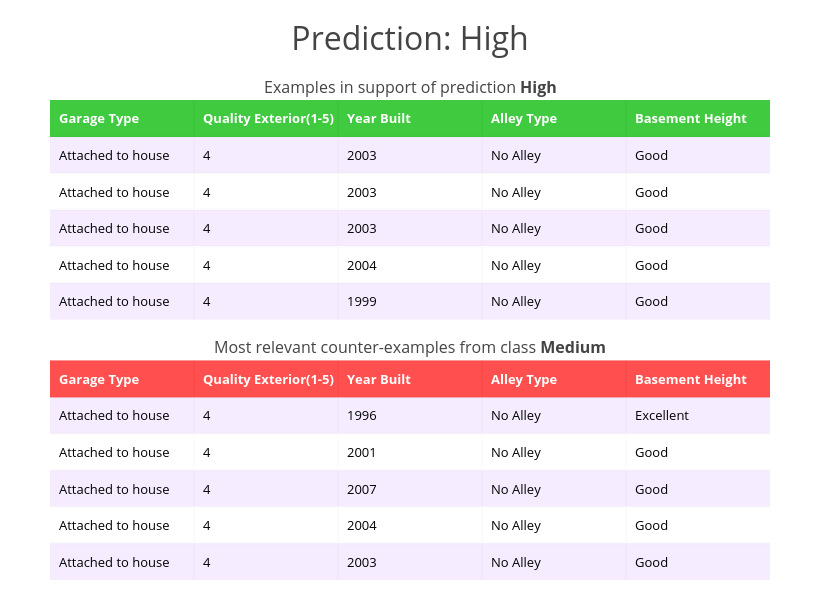 Prediction: High
Examples in support of prediction High
Garage Type Quality Exterior(1-5) Year Built Alley Type Basement Height
Attached to house 4 2003 No Alley Good
Attached to house 4 2003 No Alley Good
Attached to house 4 2003 No Alley Good
Attached to house 4 2004 No Alley Good
Attached to house 4 1999 No Alley Good
Most relevant counter-examples from class Medium
Garage Type Quality Exterior(1-5) Year Built Alley Type Basement Height
Attached to house 4 1996 No Alley Excellent
Attached to house 4 2001 No Alley Good
Attached to house 4 2007 No Alley Good
Attached to house 4 2004 No Alley Good
Attached to house 4 2003 No Alley Good